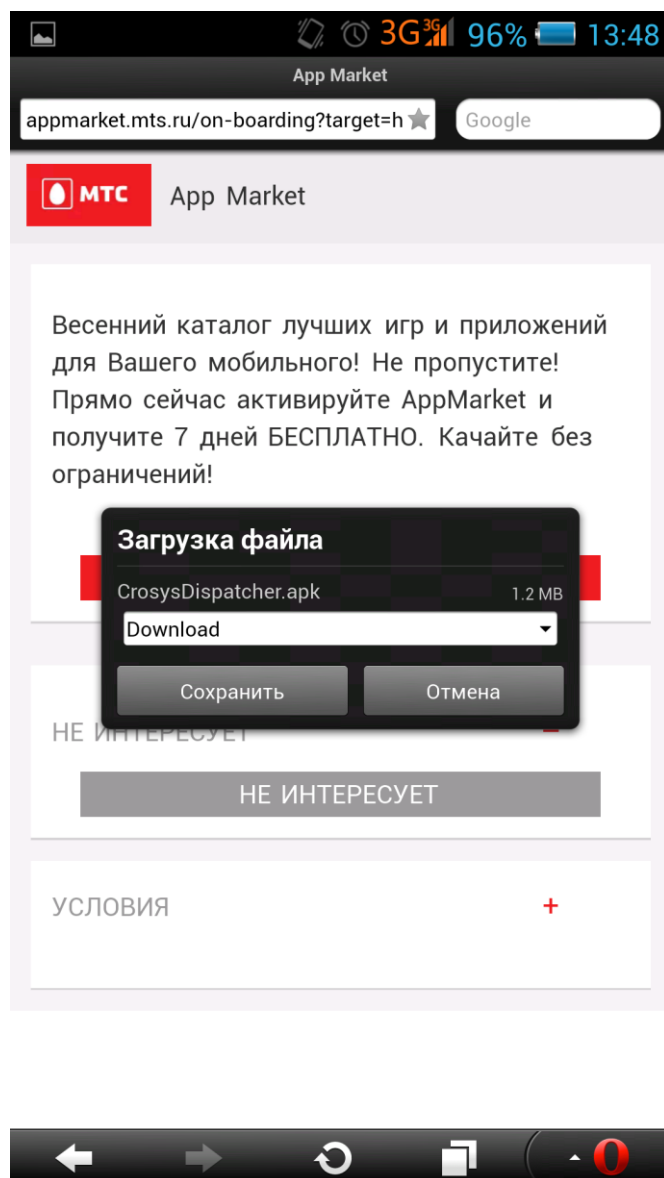 3G 3G 96% 13:48
App Market
appmarket.mts.ru/on-boarding?target=h Google
МТС App Market
Весенний каталог лучших игр и приложений
для Вашего мобильного! Не пропустите!
Прямо сейчас активируйте AppMarket и
получите 7 дней БЕСПЛАТНО. Качайте без
ограничений!
Загрузка файла
CrosysDispatcher.apk 1.2 MB
Download
Сохранить Отмена
НЕ ИНТЕРЕСУЕТ
НЕ ИНТЕРЕСУЕТ
УСЛОВИЯ +